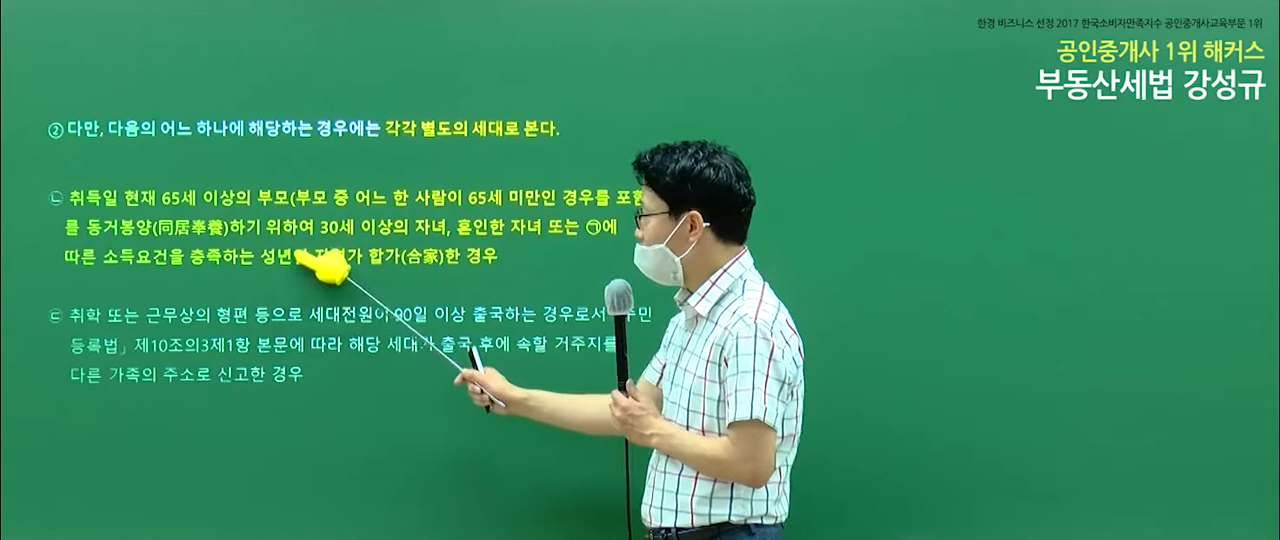 한경 비즈니스 선정 2017 한국소비자만족지수 공인중개사교육부문 1위
공인중개사 1위 해커스
부동산세법 강성규
② 다만, 다음의 어느 하나에 해당하는 경우에는 각각 별도의 세대로 본다.
㉡ 취득일 현재 65세 이상의 부모(부모 중 어느 한 사람이 65세 미만인 경우를
를 동거봉양(同居奉養)하기 위하여 30세 이상의 자녀, 혼인한 자녀 또는 ㉠에
따른 소득요건을 충족하는 합가(合家)한 경우
㉢ 취학 또는 근무상의 형편 등으로 세대전원이 90일 이상 출국하는 경우로서
등록법」 제10조의3제1항 본문에 따라 해당 출국 후에 속할 거주지를
다른 가족의 주소로 신고한 경우